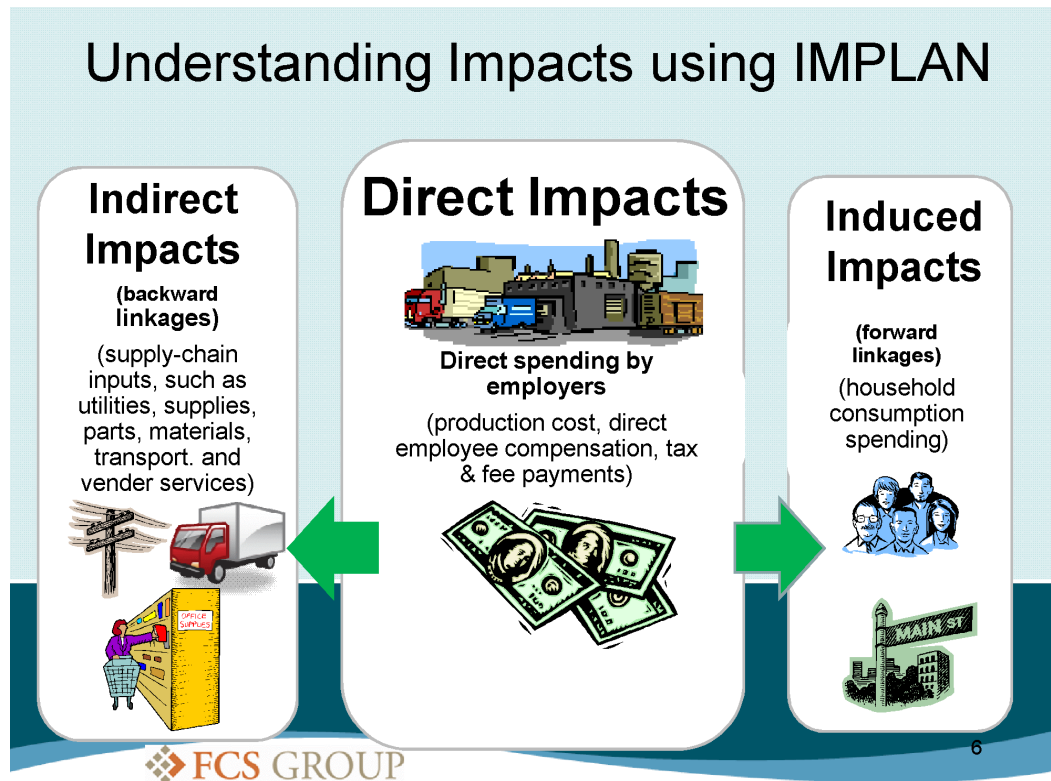 Understanding Impacts using IMPLAN
Indirect
Impacts
(backward
linkages)
(supply-chain
inputs, such as
utilities, supplies,
parts, materials,
transport. and
vender services)
OFFICE
SUPPLIES
Direct Impacts
Direct spending by
employers
(production cost, direct
employee compensation, tax
& fee payments)
Induced
Impacts
(forward
linkages)
(household
consumption
spending)
MAIN ST
6
FCS GROUP